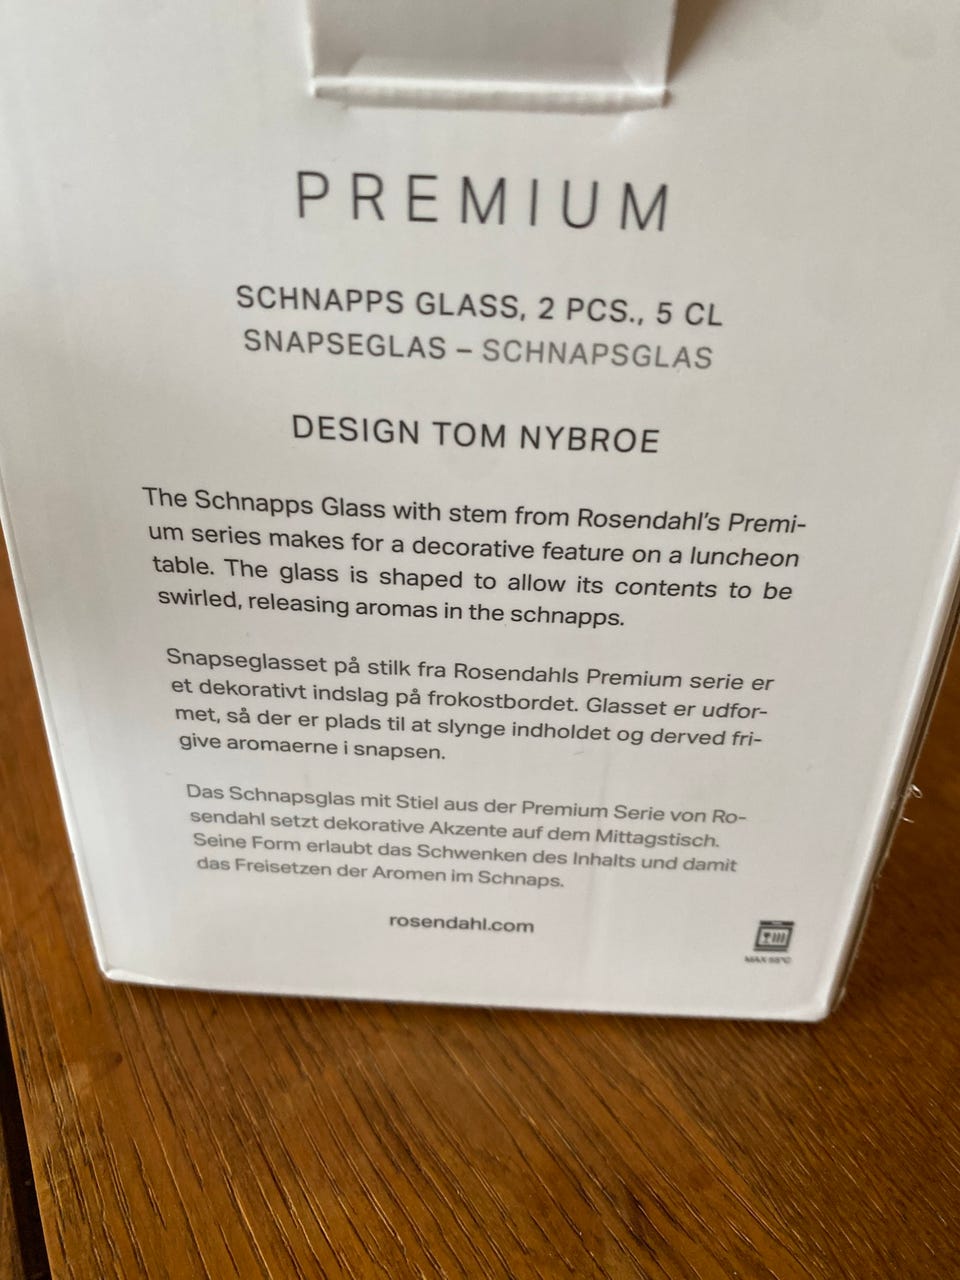 PREMIUM
SCHNAPPS GLASS, 2 PCS., 5 CL
SNAPSEGLAS – SCHNAPSGLAS
DESIGN TOM NYBROE
The Schnapps Glass with stem from Rosendahl's Premi-
um series makes for a decorative feature on a luncheon
table. The glass is shaped to allow its contents to be
swirled, releasing aromas in the schnapps.
Snapseglasset på stilk fra Rosendahls Premium serie er
et dekorativt indslag på frokostbordet. Glasset er udfor-
met, så der er plads til at slynge indholdet og derved fri-
give aromaerne i snapsen.
Das Schnapsglas mit Stiel aus der Premium Serie von Ro-
sendahl setzt dekorative Akzente auf dem Mittagstisch.
Seine Form erlaubt das Schwenken des Inhalts und damit
das Freisetzen der Aromen im Schnaps.
rosendahl.com
MAX 55°C